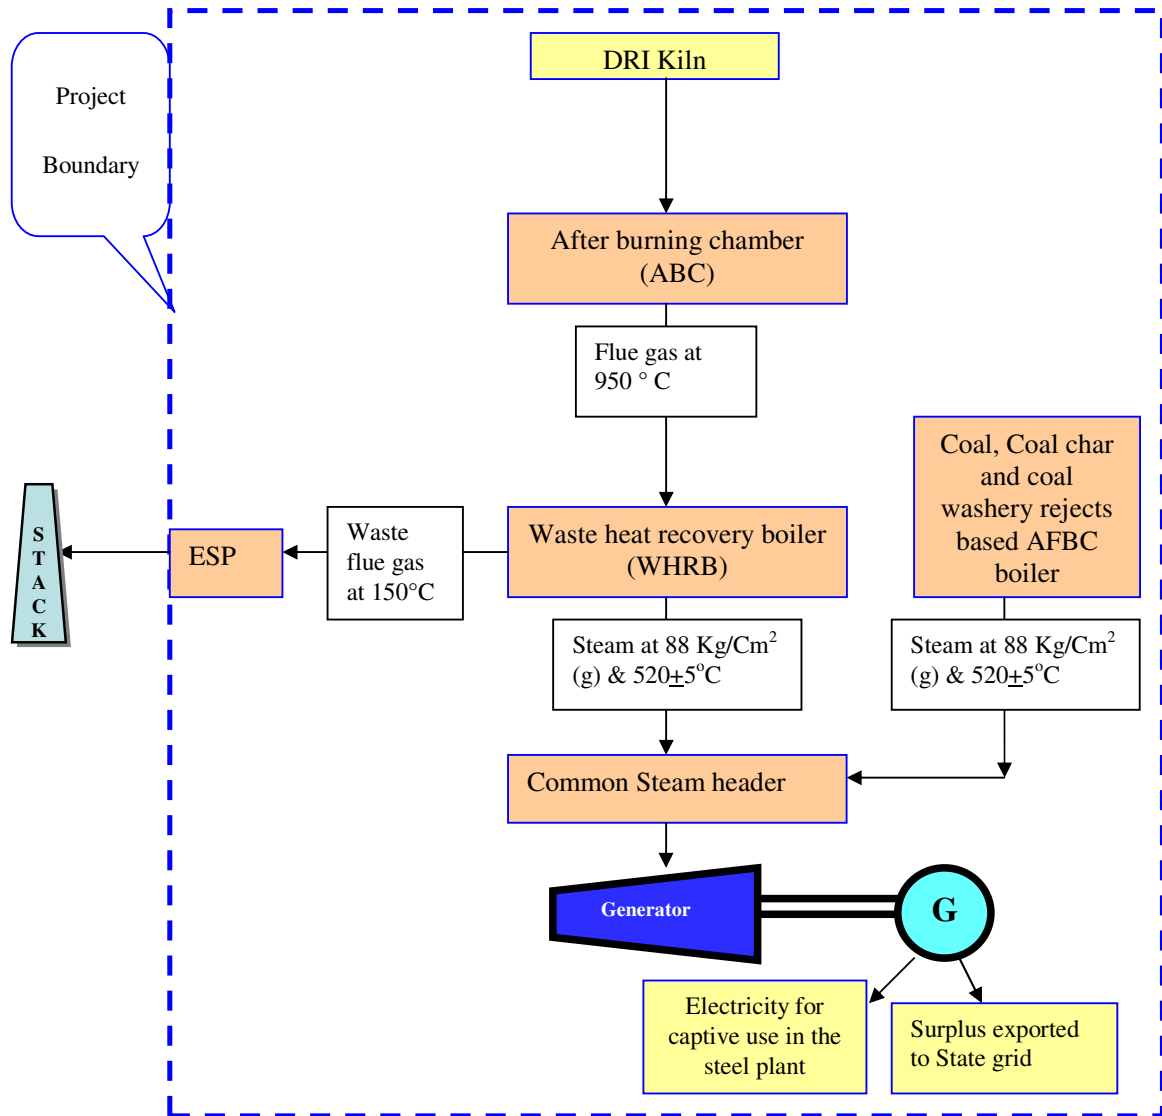 Project
Boundary
DRI Kiln
After burning chamber
(ABC)
Flue gas at
950 ° C
Coal, Coal char
and coal
washery rejects
based AFBC
boiler
STACK
ESP
Waste
flue gas
at 150°C
Waste heat recovery boiler
(WHRB)
Steam at 88 Kg/Cm²
(g) & 520±5°C
Steam at 88 Kg/Cm²
(g) & 520±5°C
Common Steam header
Generator
G
Electricity for
captive use in the
steel plant
Surplus exported
to State grid